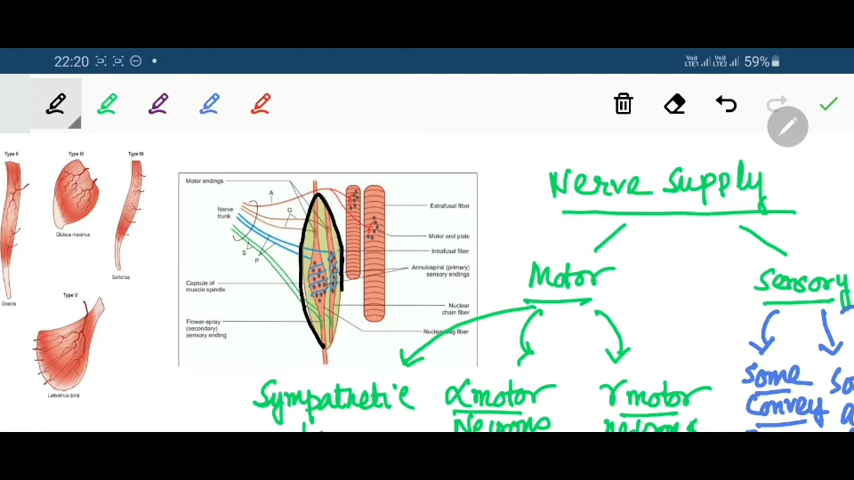 22:20
59%
Type II
Type III
Type IV
Gracilis
Gluteus maximus
Sartorius
Type V
Latissimus dorsi
Motor endings
A
Nerve
trunk
G
S
P
Capsule of
muscle spindle
Flower-spray
(secondary)
sensory ending
Extrafusal fiber
Motor end plate
Intrafusal fiber
Annulospiral (primary)
sensory endings
Nuclear
chain fiber
Nuclear bag fiber
Nerve Supply
Motor
Sensory
Sympathetic
α motor
Neurons
γ motor
neurons
Some
Convey